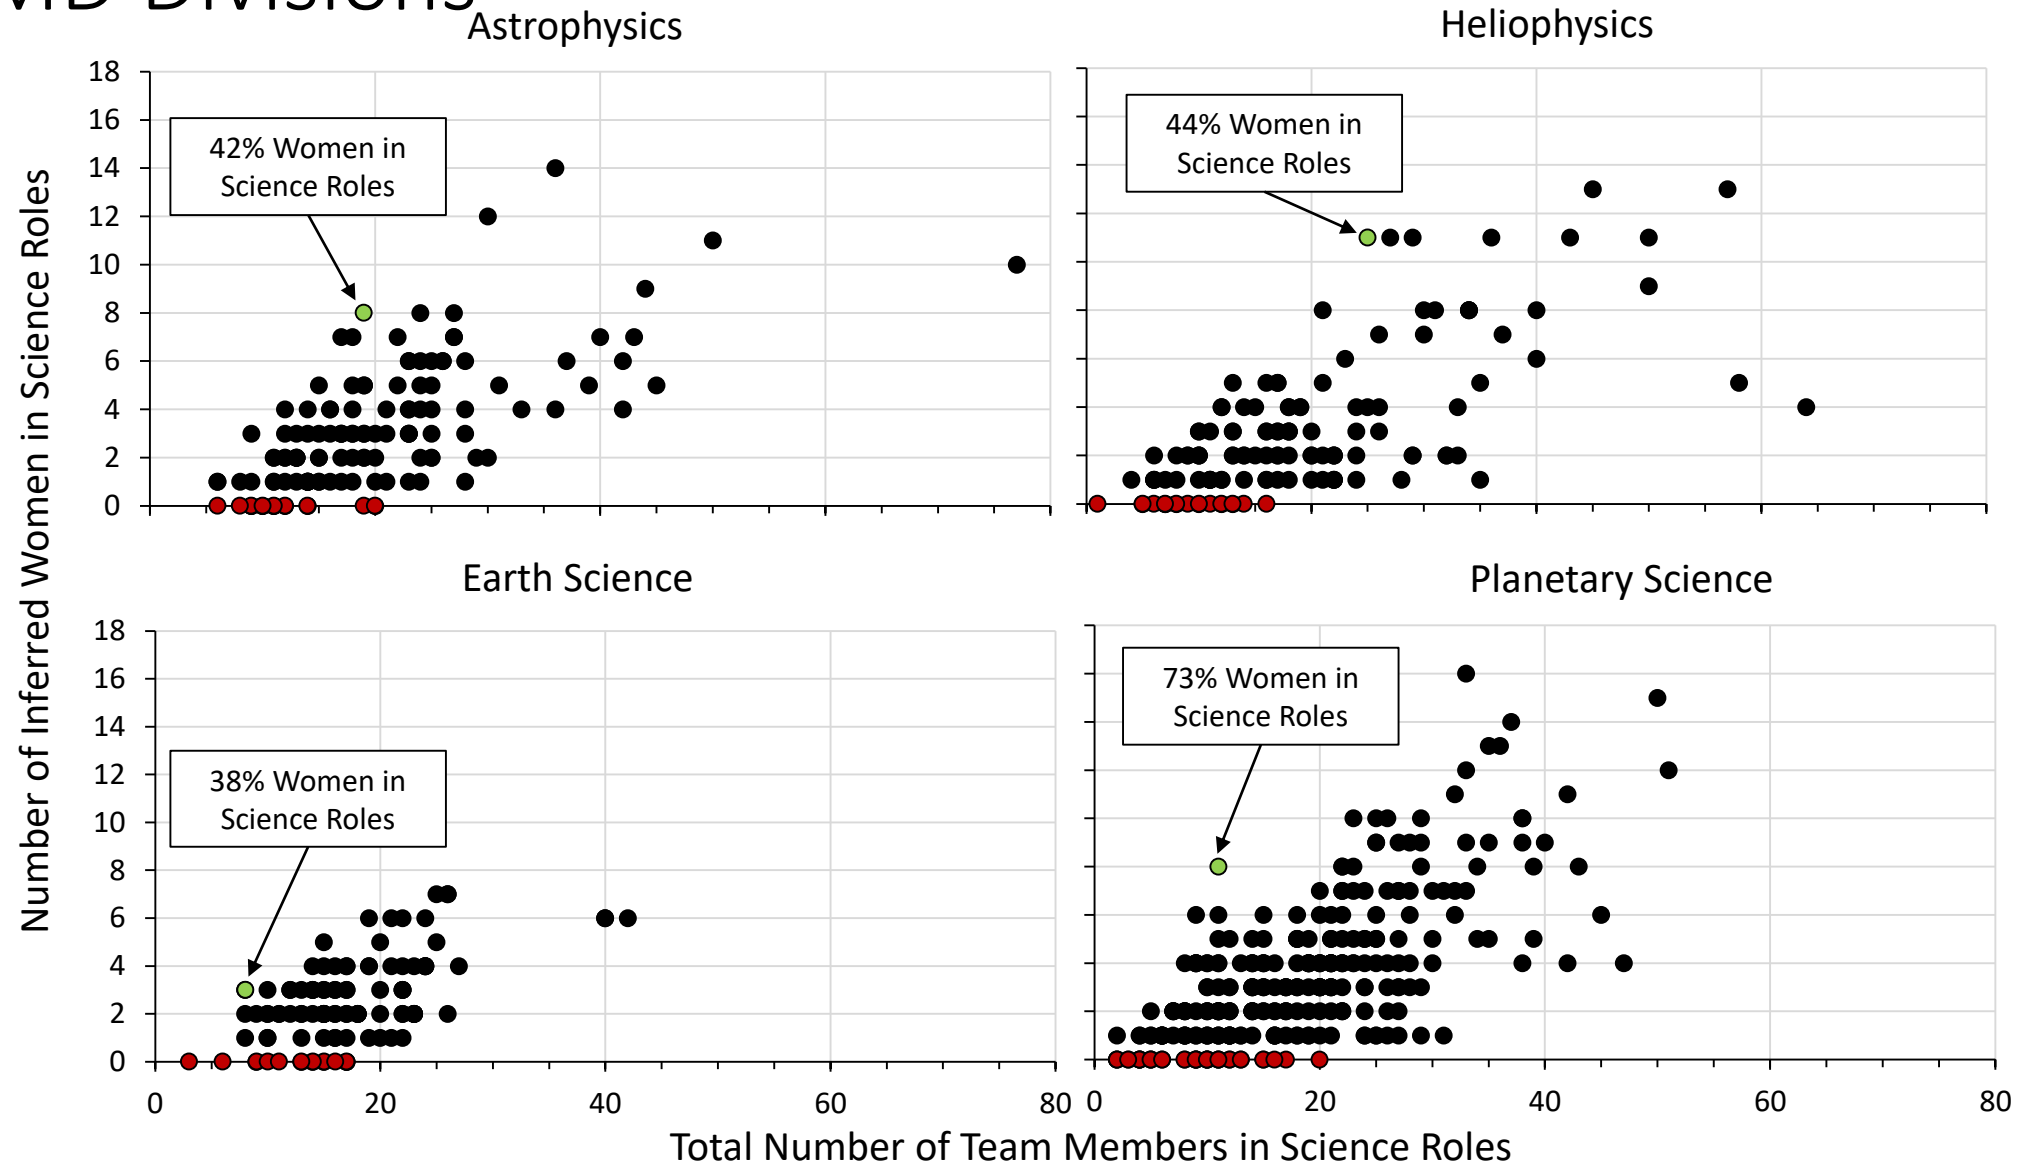 Divisions
Astrophysics
Heliophysics
18
16
14
12
10
8
6
4
2
0
42% Women in
Science Roles
44% Women in
Science Roles
Number of Inferred Women in Science Roles
Earth Science
Planetary Science
18
16
14
12
10
8
6
4
2
0
38% Women in
Science Roles
73% Women in
Science Roles
0 20 40 60 80
0 20 40 60 80
Total Number of Team Members in Science Roles